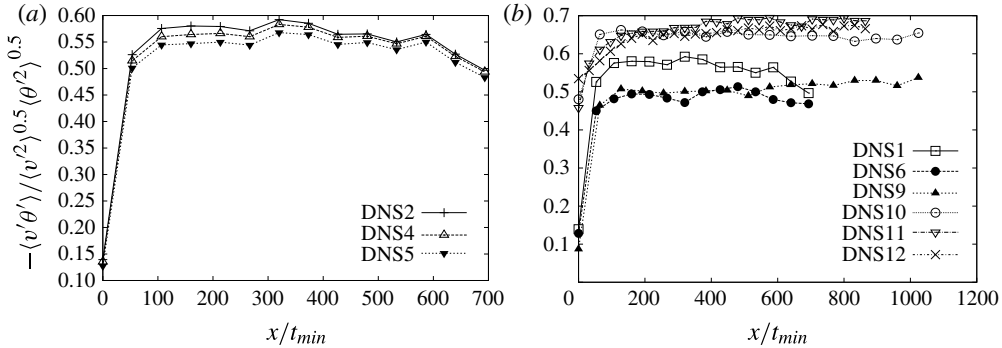 (a)
−⟨v′θ′⟩/⟨v′²⟩^0.5⟨θ′²⟩^0.5
0.60
0.55
0.50
0.45
0.40
0.35
0.30
0.25
0.20
0.15
0.10
DNS2
DNS4
DNS5
0 100 200 300 400 500 600 700
x/t_min
(b)
0.7
0.6
0.5
0.4
0.3
0.2
0.1
DNS1
DNS6
DNS9
DNS10
DNS11
DNS12
0 200 400 600 800 1000 1200
x/t_min